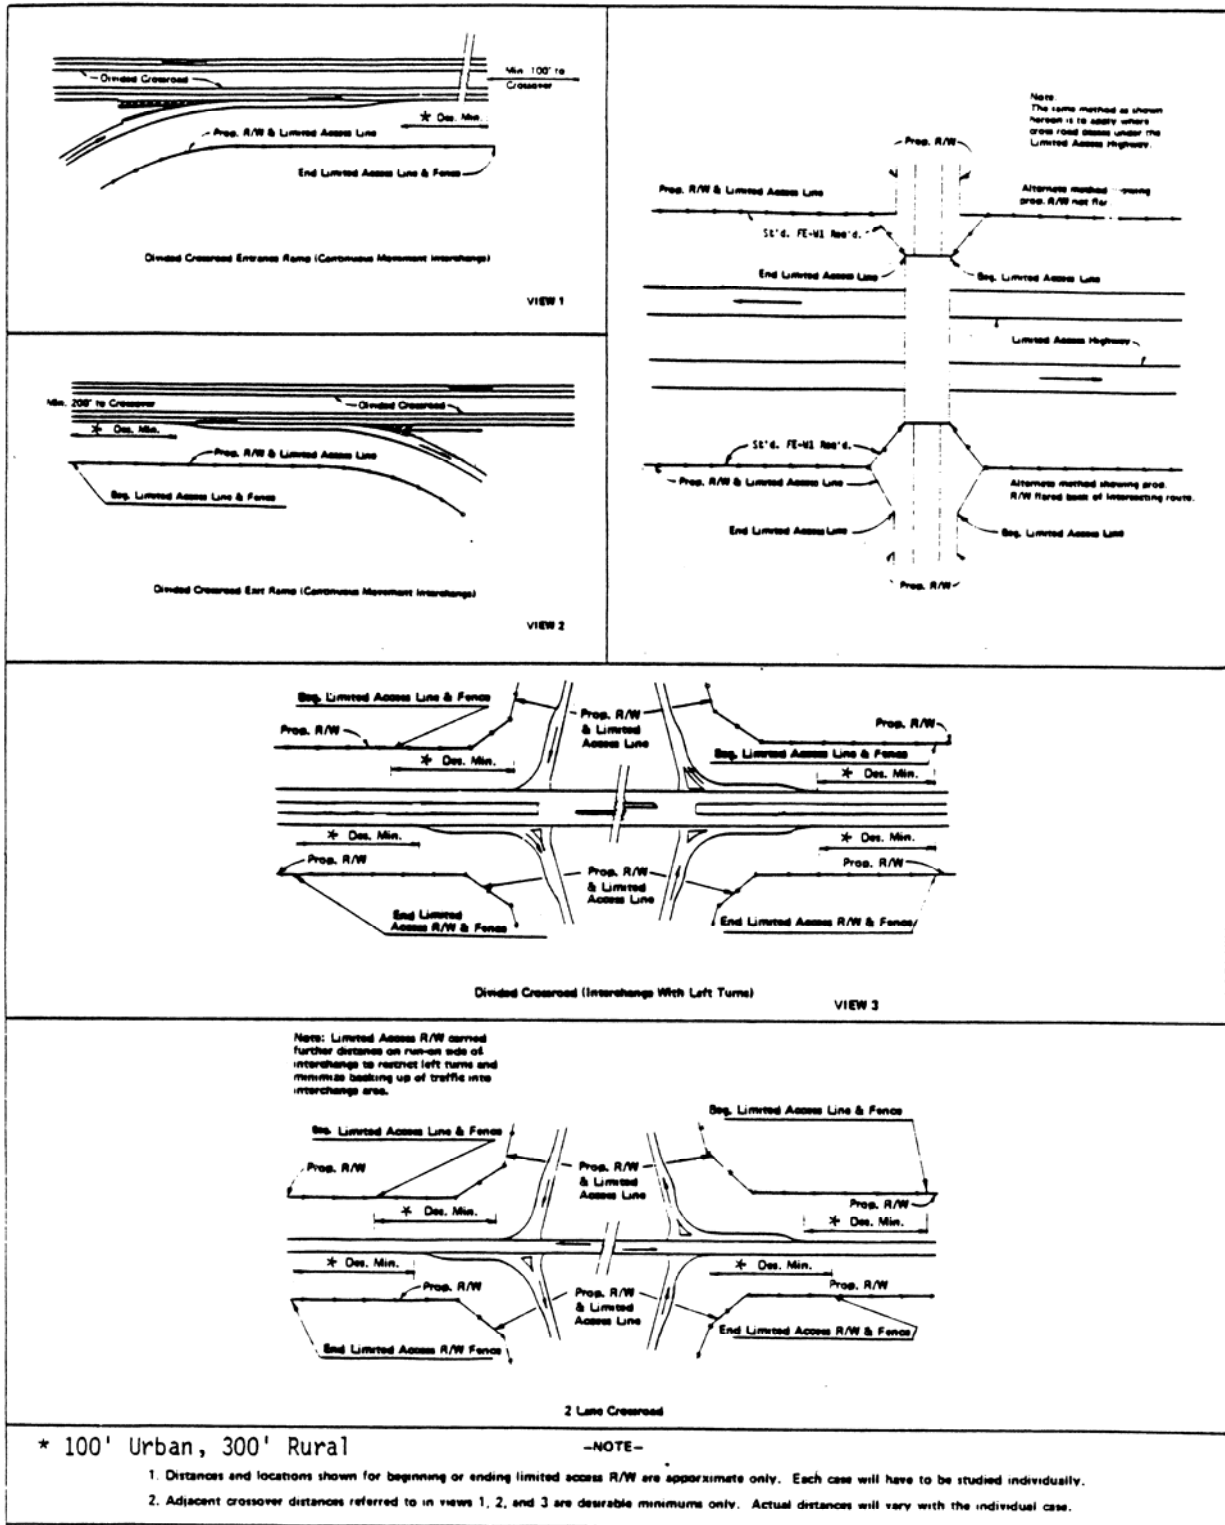 Divided Crossroad
Min. 100' to
Crossover
* Des. Min.
Prop. R/W & Limited Access Line
End Limited Access Line & Fence
Divided Crossroad Entrance Ramp (Continuous Movement Interchange)
VIEW 1
Min. 200' to Crossover
Divided Crossroad
* Des. Min.
Prop. R/W & Limited Access Line
Beg. Limited Access Line & Fence
Divided Crossroad Exit Ramp (Continuous Movement Interchange)
VIEW 2
Note.
The same method as shown
hereon is to apply where
cross road passes under the
Limited Access Highway.
Prop. R/W
Prop. R/W & Limited Access Line
Alternate method showing
prop. R/W not flar
St'd. FE-W1 Req'd.
End Limited Access Line
Beg. Limited Access Line
Limited Access Highway
St'd. FE-W1 Req'd.
Prop. R/W & Limited Access Line
Alternate method showing prop.
R/W flared back of intersecting route.
End Limited Access Line
Beg. Limited Access Line
Prop. R/W
Beg. Limited Access Line & Fence
Prop. R/W
Prop. R/W
& Limited
Access Line
Prop. R/W
Beg. Limited Access Line & Fence
* Des. Min.
* Des. Min.
* Des. Min.
* Des. Min.
Prop. R/W
Prop. R/W
& Limited
Access Line
Prop. R/W
End Limited
Access R/W & Fence
End Limited Access R/W & Fence
Divided Crossroad (Interchange With Left Turns)
VIEW 3
Note: Limited Access R/W carried
further distance on run-on side of
interchange to restrict left turns and
minimize backing up of traffic into
interchange area.
Beg. Limited Access Line & Fence
Beg. Limited Access Line & Fence
Prop. R/W
Prop. R/W
& Limited
Access Line
Prop. R/W
* Des. Min.
* Des. Min.
* Des. Min.
* Des. Min.
Prop. R/W
Prop. R/W
& Limited
Access Line
Prop. R/W
End Limited Access R/W Fence
End Limited Access R/W & Fence
2 Lane Crossroad
* 100' Urban, 300' Rural
-NOTE-
1. Distances and locations shown for beginning or ending limited access R/W are apporximate only. Each case will have to be studied individually.
2. Adjacent crossover distances referred to in views 1, 2, and 3 are desirable minimums only. Actual distances will vary with the individual case.